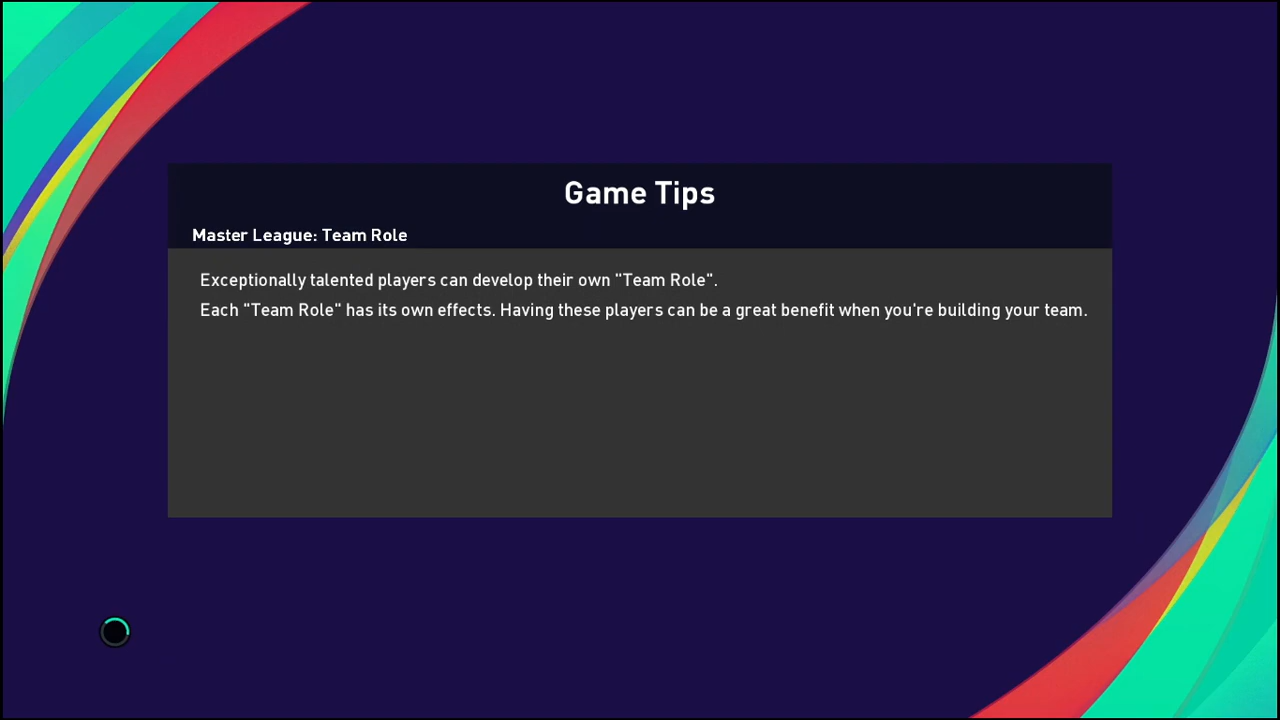 Game Tips
Master League: Team Role
Exceptionally talented players can develop their own "Team Role".
Each "Team Role" has its own effects. Having these players can be a great benefit when you're building your team.